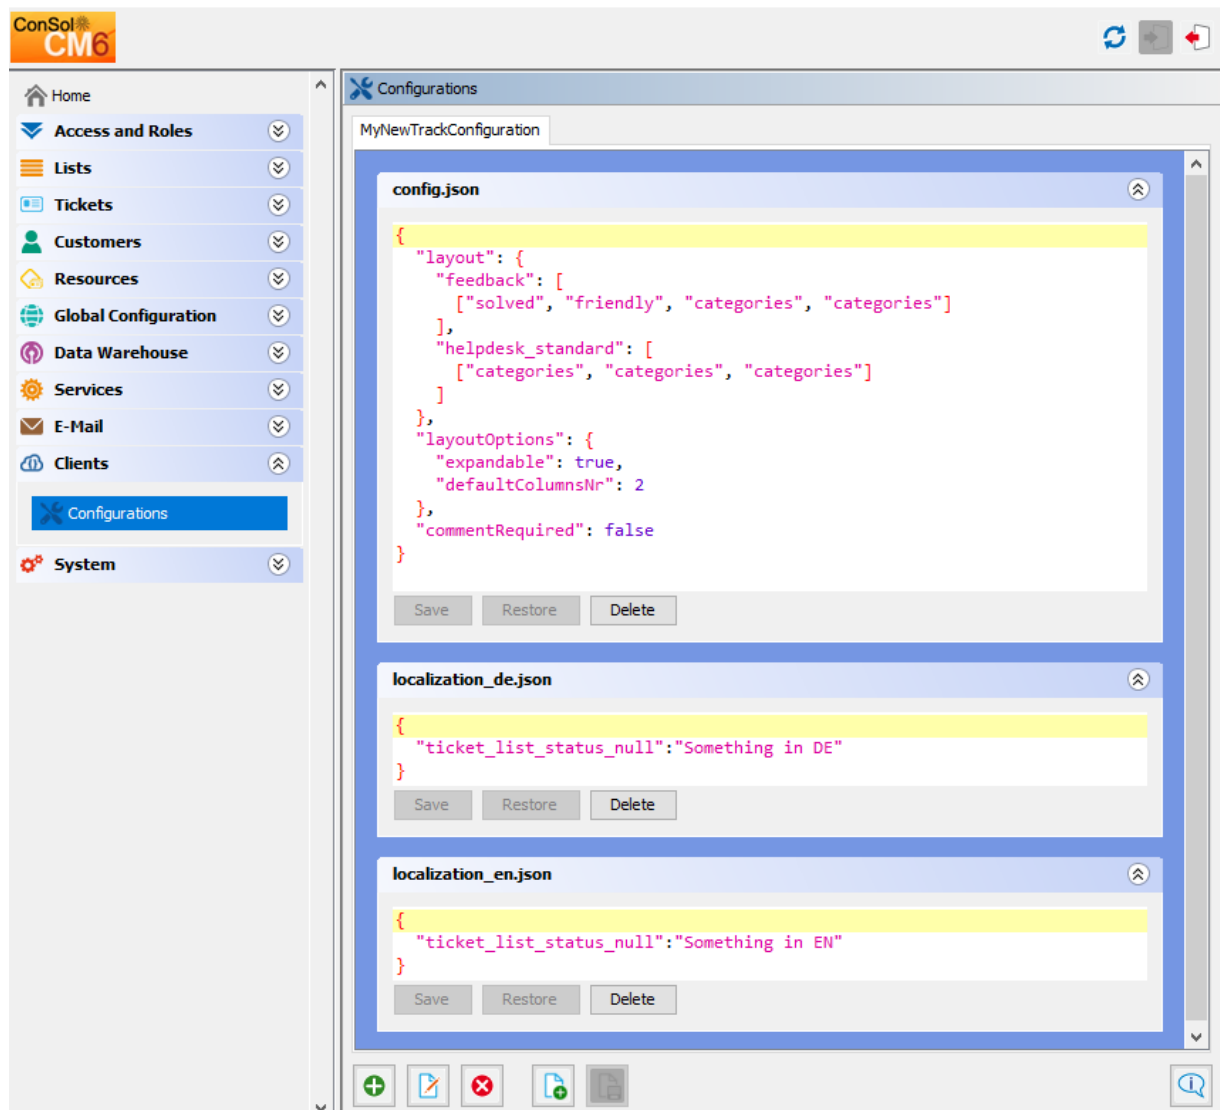 ConSol
CM6
Home
Access and Roles
Lists
Tickets
Customers
Resources
Global Configuration
Data Warehouse
Services
E-Mail
Clients
Configurations
System
Configurations
MyNewTrackConfiguration
config.json
{
"layout": {
"feedback": [
["solved", "friendly", "categories", "categories"]
],
"helpdesk_standard": [
["categories", "categories", "categories"]
]
},
"layoutOptions": {
"expandable": true,
"defaultColumnsNr": 2
},
"commentRequired": false
}
Save Restore Delete
localization_de.json
{
"ticket_list_status_null":"Something in DE"
}
Save Restore Delete
localization_en.json
{
"ticket_list_status_null":"Something in EN"
}
Save Restore Delete